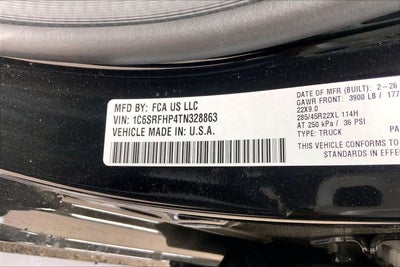 MFD BY: FCA US LLC
VIN: 1C6SRFHP4TN328863
VEHICLE MADE IN U.S.A.
DATE OF MFR (BUILT): 2-26
GAWR FRONT: 3900 LB / 177
22X9.0
285/45R22XL 114H
AT 250 kPa / 36 PSI
TYPE: TRUCK
PA
THIS VEHICLE CONFORMS TO
STANDARDS IN EFFECT